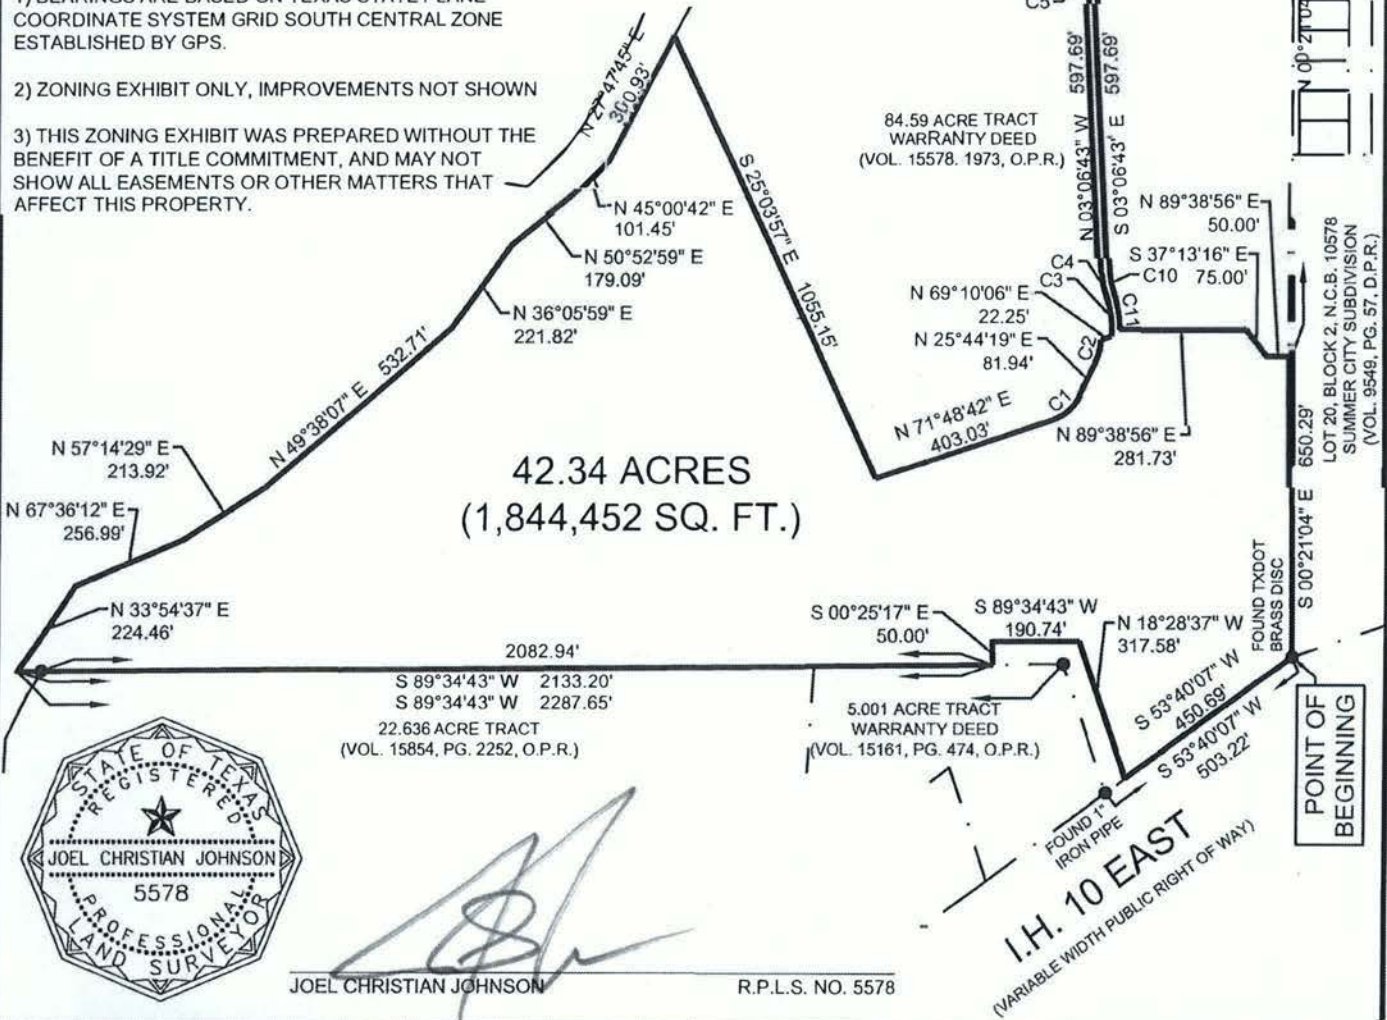 COORDINATE SYSTEM GRID SOUTH CENTRAL ZONE
ESTABLISHED BY GPS.
2) ZONING EXHIBIT ONLY, IMPROVEMENTS NOT SHOWN
3) THIS ZONING EXHIBIT WAS PREPARED WITHOUT THE
BENEFIT OF A TITLE COMMITMENT, AND MAY NOT
SHOW ALL EASEMENTS OR OTHER MATTERS THAT
AFFECT THIS PROPERTY.
N 27°47'45" E
300.93'
N 45°00'42" E
101.45'
N 50°52'59" E
179.09'
N 36°05'59" E
221.82'
N 49°38'07" E 532.71'
N 57°14'29" E
213.92'
N 67°36'12" E
256.99'
N 33°54'37" E
224.46'
S 25°03'57" E 1055.15'
84.59 ACRE TRACT
WARRANTY DEED
(VOL. 15578. 1973, O.P.R.)
C5
N 03°06'43" W 597.69'
S 03°06'43" E 597.69'
N 00°21'04"
N 89°38'56" E
50.00'
S 37°13'16" E
75.00'
C4
C3
C10
C11
N 69°10'06" E
22.25'
N 25°44'19" E
81.94'
C2
C1
N 71°48'42" E
403.03'
N 89°38'56" E
281.73'
LOT 20, BLOCK 2, N.C.B. 10578
SUMMER CITY SUBDIVISION
(VOL. 9549, PG. 57, D.P.R.)
S 00°21'04" E 650.29'
42.34 ACRES
(1,844,452 SQ. FT.)
FOUND TXDOT
BRASS DISC
S 00°25'17" E
50.00'
S 89°34'43" W
190.74'
N 18°28'37" W
317.58'
2082.94'
S 89°34'43" W 2133.20'
S 89°34'43" W 2287.65'
22.636 ACRE TRACT
(VOL. 15854, PG. 2252, O.P.R.)
5.001 ACRE TRACT
WARRANTY DEED
(VOL. 15161, PG. 474, O.P.R.)
S 53°40'07" W
450.69'
S 53°40'07" W
503.22'
POINT OF
BEGINNING
FOUND 1"
IRON PIPE
I.H. 10 EAST
(VARIABLE WIDTH PUBLIC RIGHT OF WAY)
STATE OF TEXAS
REGISTERED
JOEL CHRISTIAN JOHNSON
5578
PROFESSIONAL
LAND SURVEYOR
JOEL CHRISTIAN JOHNSON R.P.L.S. NO. 5578